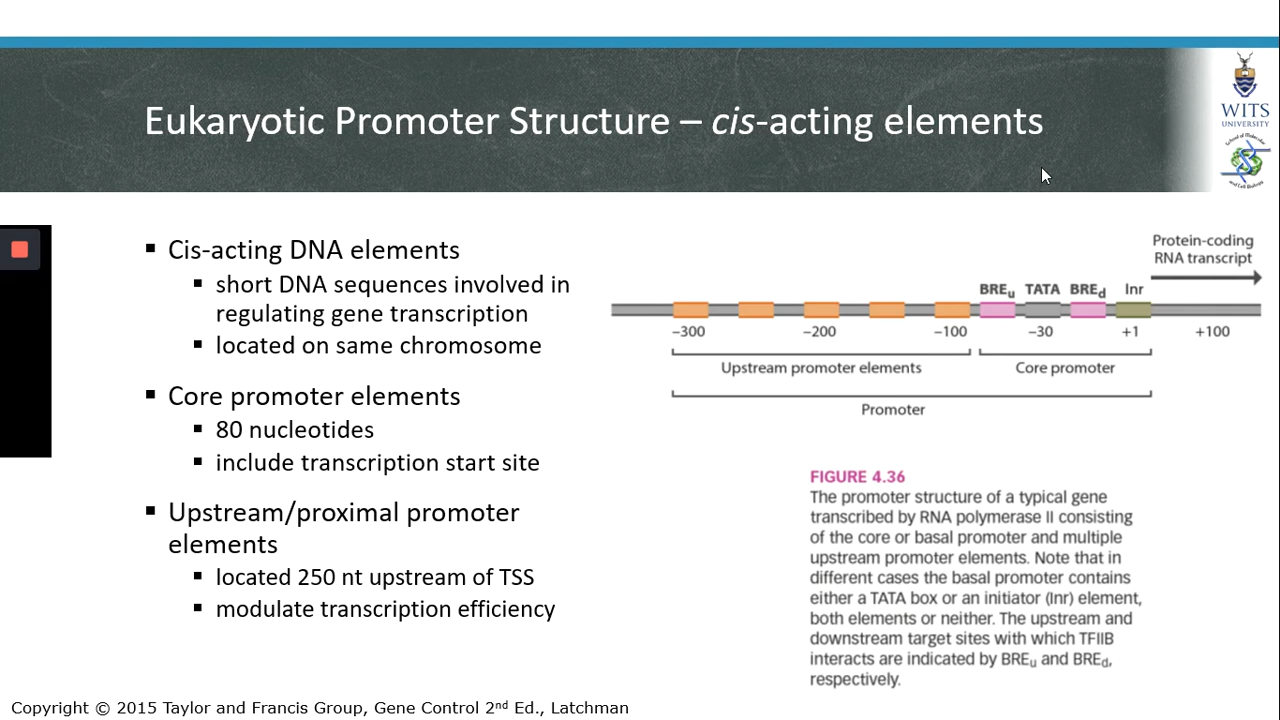 Eukaryotic Promoter Structure – cis-acting elements
WITS
UNIVERSITY
School of Molecular
and Cell Biology
Cis-acting DNA elements
short DNA sequences involved in
regulating gene transcription
located on same chromosome
Core promoter elements
80 nucleotides
include transcription start site
Upstream/proximal promoter
elements
located 250 nt upstream of TSS
modulate transcription efficiency
Protein-coding
RNA transcript
BREu TATA BREd Inr
–300 –200 –100 –30 +1 +100
Upstream promoter elements Core promoter
Promoter
FIGURE 4.36
The promoter structure of a typical gene
transcribed by RNA polymerase II consisting
of the core or basal promoter and multiple
upstream promoter elements. Note that in
different cases the basal promoter contains
either a TATA box or an initiator (Inr) element,
both elements or neither. The upstream and
downstream target sites with which TFIIB
interacts are indicated by BREu and BREd,
respectively.
Copyright © 2015 Taylor and Francis Group, Gene Control 2nd Ed., Latchman